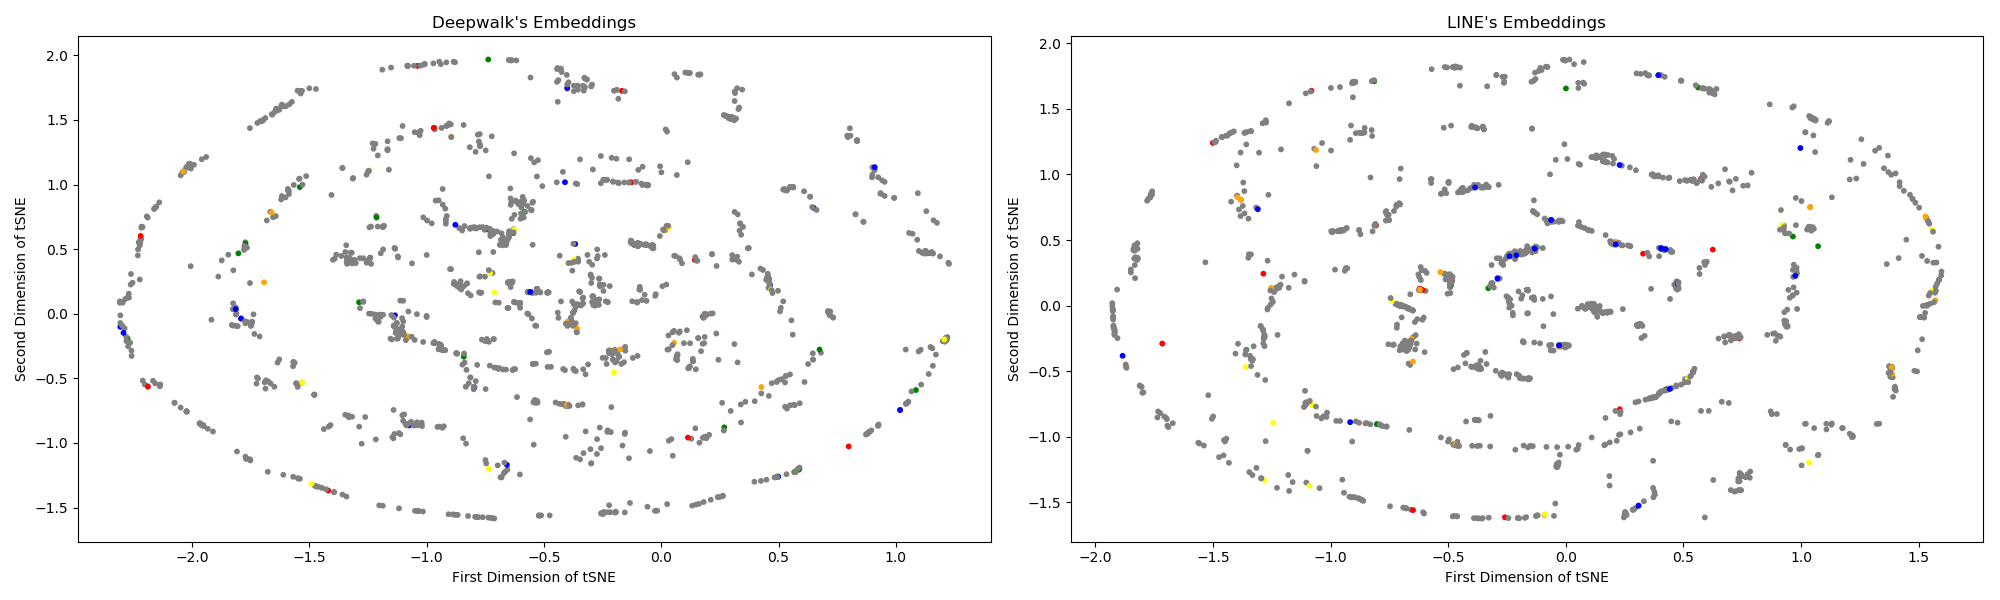 Deepwalk's Embeddings
Second Dimension of tSNE
2.0
1.5
1.0
0.5
0.0
−0.5
−1.0
−1.5
−2.0 −1.5 −1.0 −0.5 0.0 0.5 1.0
First Dimension of tSNE
LINE's Embeddings
Second Dimension of tSNE
2.0
1.5
1.0
0.5
0.0
−0.5
−1.0
−1.5
−2.0 −1.5 −1.0 −0.5 0.0 0.5 1.0 1.5
First Dimension of tSNE